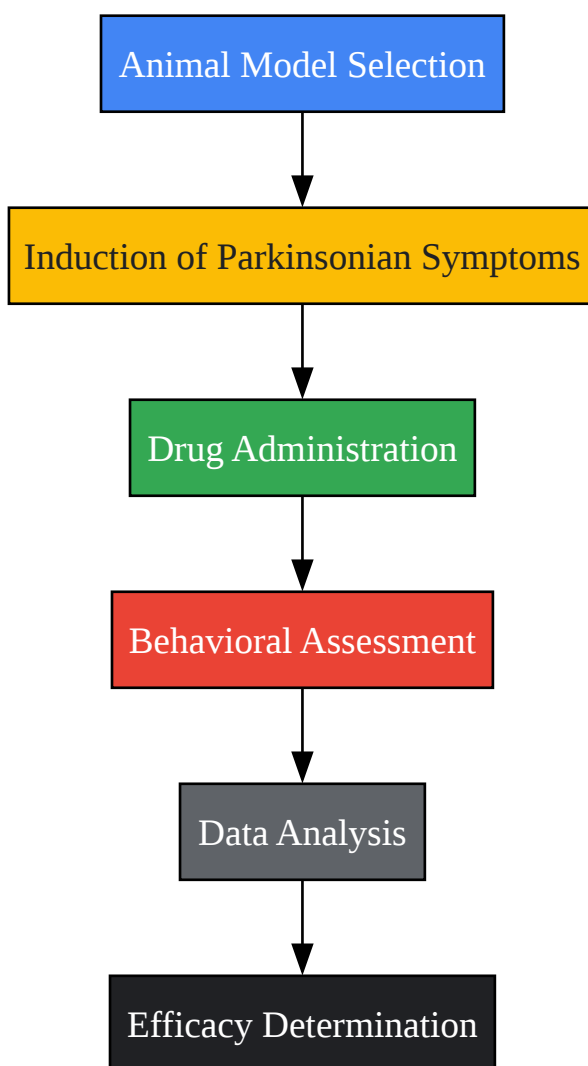 Animal Model Selection
Induction of Parkinsonian Symptoms
Drug Administration
Behavioral Assessment
Data Analysis
Efficacy Determination